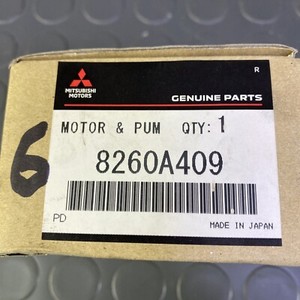 R
MITSUBISHI
MOTORS
GENUINE PARTS
MOTOR & PUM QTY: 1
8260A409
PD
MADE IN JAPAN
6